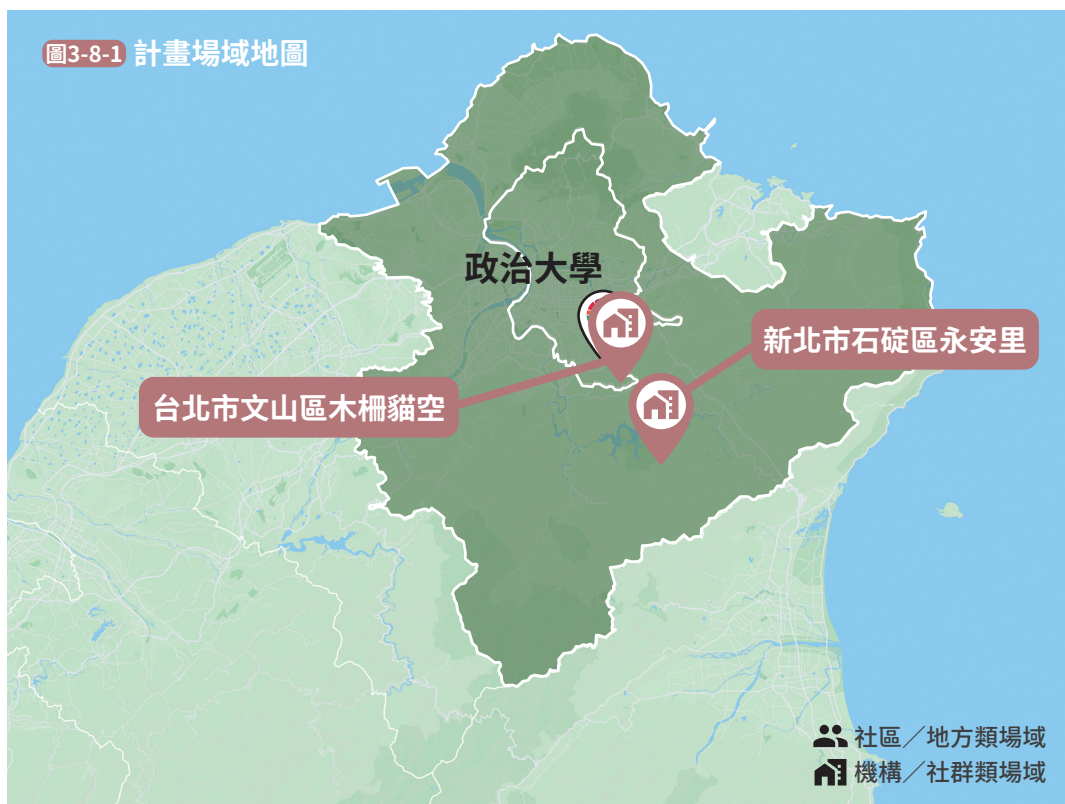 圖3-8-1 計畫場域地圖
政治大學
新北市石碇區永安里
台北市文山區木柵貓空
社區／地方類場域
機構／社群類場域